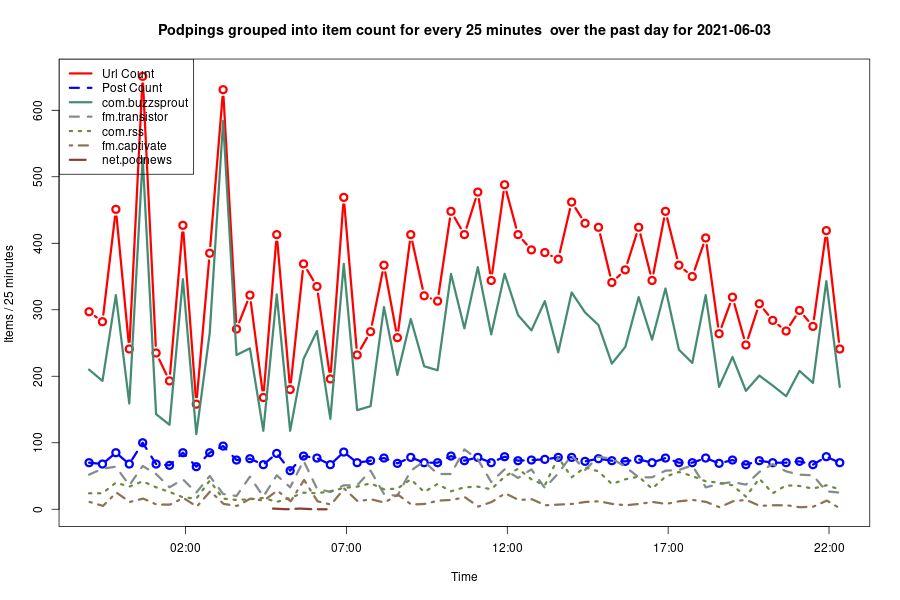 Podpings grouped into item count for every 25 minutes  over the past day for 2021-06-03
Url Count
Post Count
com.buzzsprout
fm.transistor
com.rss
fm.captivate
net.podnews
Items / 25 minutes
600
500
400
300
200
100
0
02:00
07:00
12:00
17:00
22:00
Time